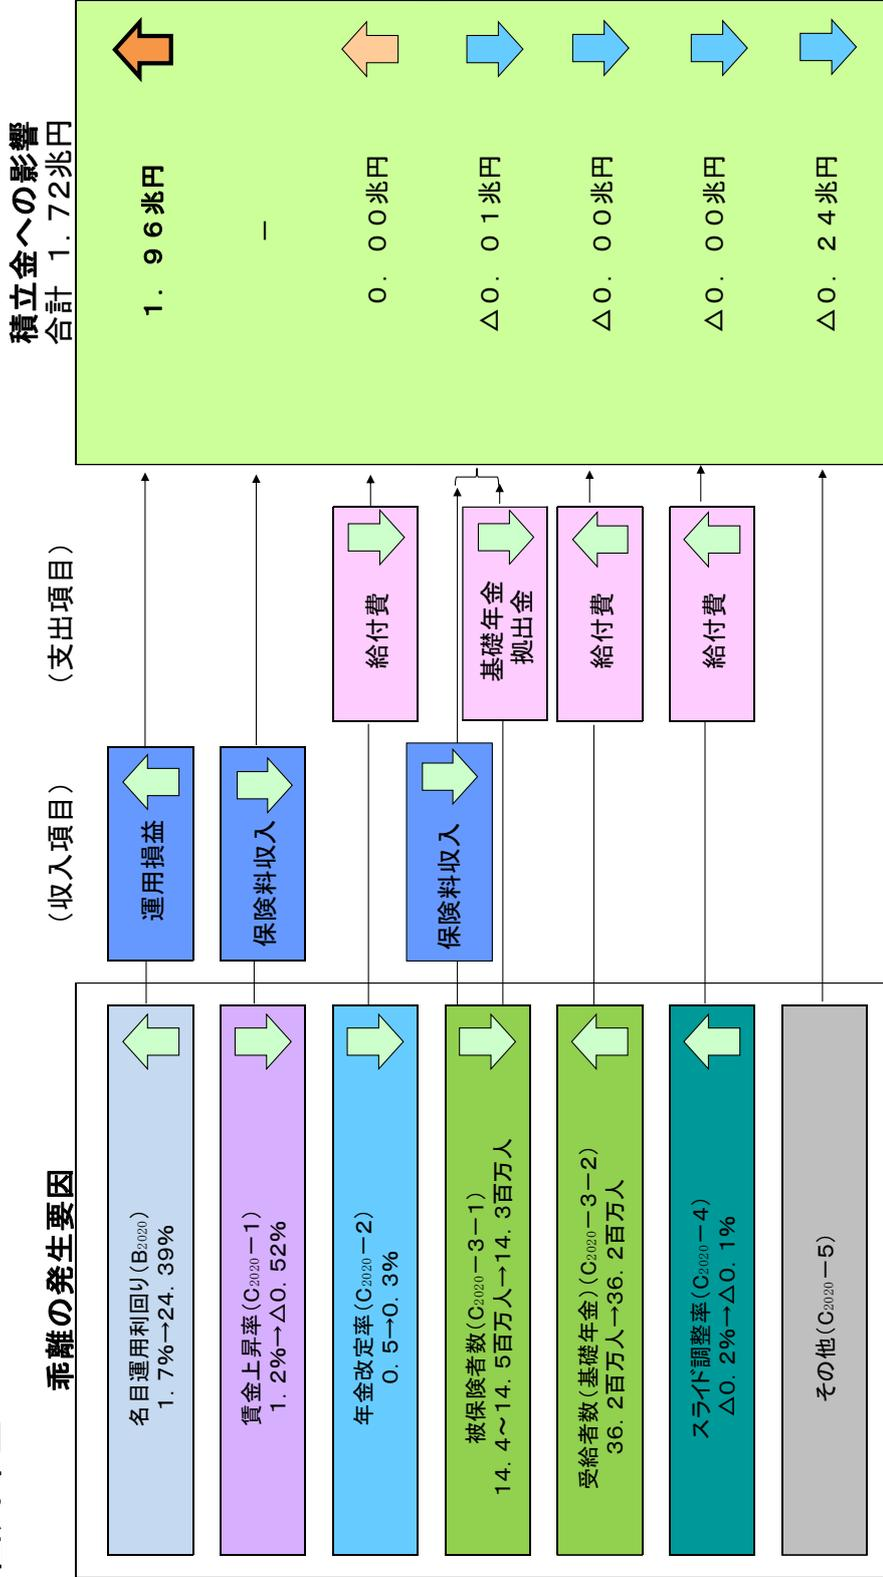 乖離の発生要因
(収入項目)
(支出項目)
積立金への影響
合計 1.72兆円
名目運用利回り(B2020)
1.7%→24.39%
運用損益
1.96兆円
賃金上昇率(C2020-1)
1.2%→△0.52%
保険料収入
－
年金改定率(C2020-2)
0.5→0.3%
給付費
0.00兆円
被保険者数(C2020-3-1)
14.4~14.5百万人→14.3百万人
保険料収入
基礎年金
拠出金
△0.01兆円
受給者数(基礎年金)(C2020-3-2)
36.2百万人→36.2百万人
給付費
△0.00兆円
スライド調整率(C2020-4)
△0.2%→△0.1%
給付費
△0.00兆円
その他(C2020-5)
△0.24兆円